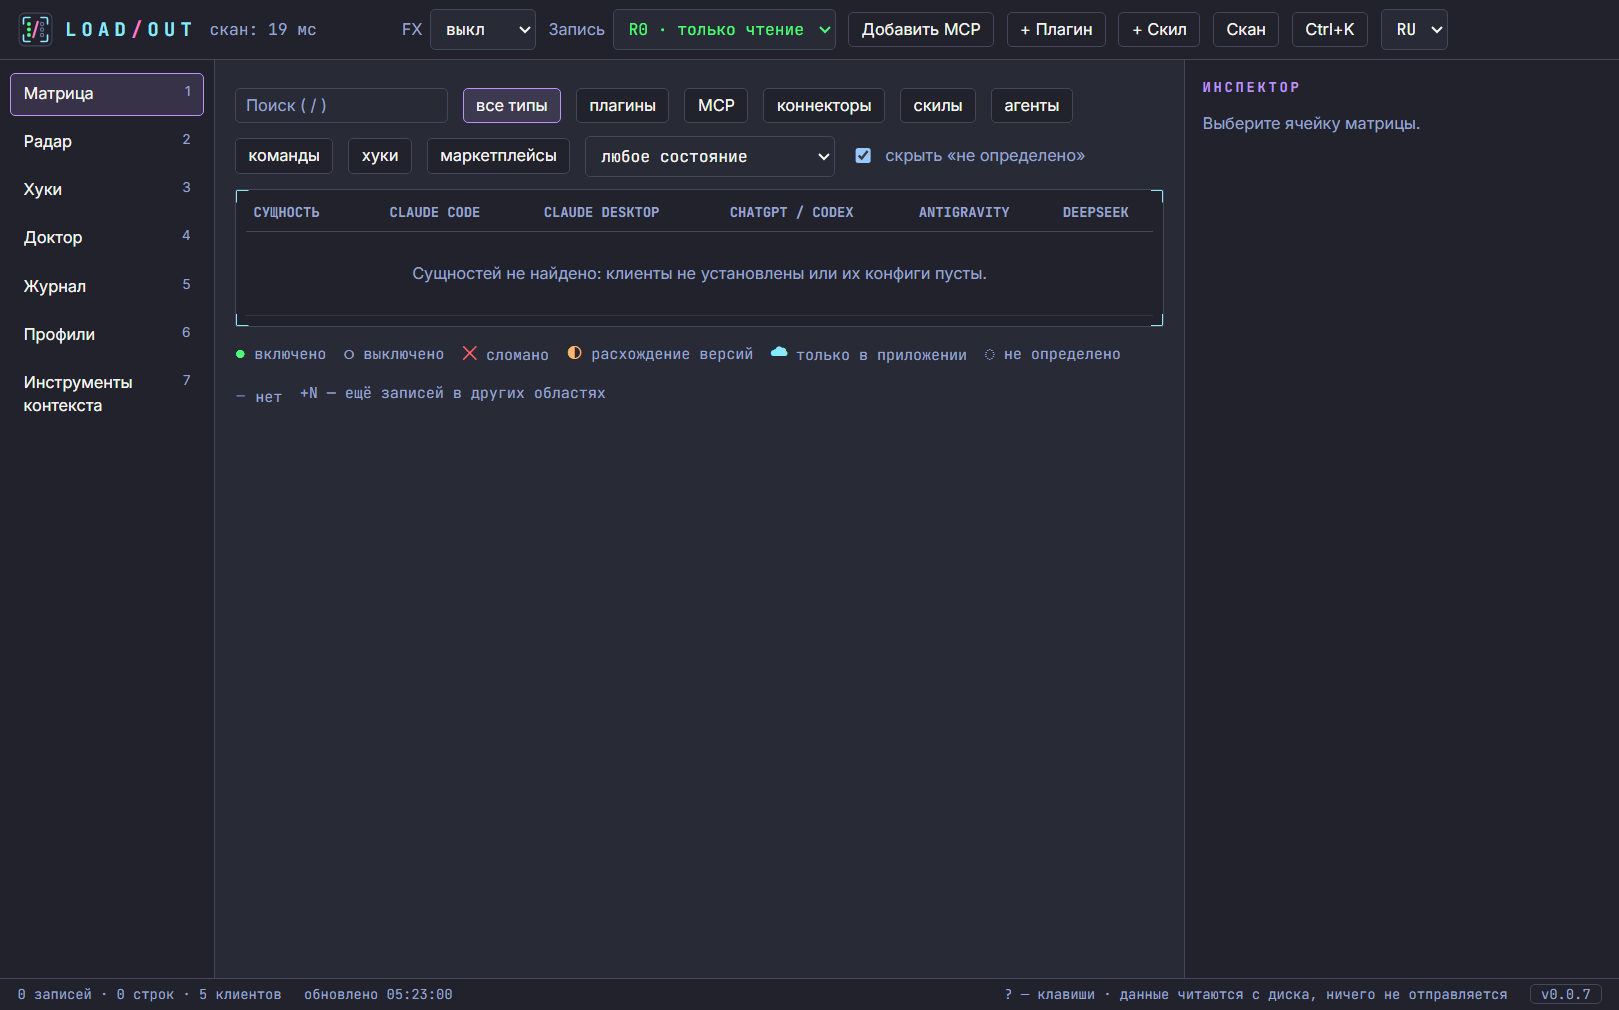 LOAD/OUT скан: 19 мс FX выкл Запись R0 · только чтение Добавить MCP + Плагин + Скил Скан Ctrl+K RU
Матрица 1
Радар 2
Хуки 3
Доктор 4
Журнал 5
Профили 6
Инструменты контекста 7
Поиск ( / ) все типы плагины MCP коннекторы скилы агенты
команды хуки маркетплейсы любое состояние скрыть «не определено»
СУЩНОСТЬ CLAUDE CODE CLAUDE DESKTOP CHATGPT / CODEX ANTIGRAVITY DEEPSEEK
Сущностей не найдено: клиенты не установлены или их конфиги пусты.
включено выключено сломано расхождение версий только в приложении не определено
— нет +N — ещё записей в других областях
ИНСПЕКТОР
Выберите ячейку матрицы.
0 записей · 0 строк · 5 клиентов обновлено 05:23:00 ? — клавиши · данные читаются с диска, ничего не отправляется v0.0.7